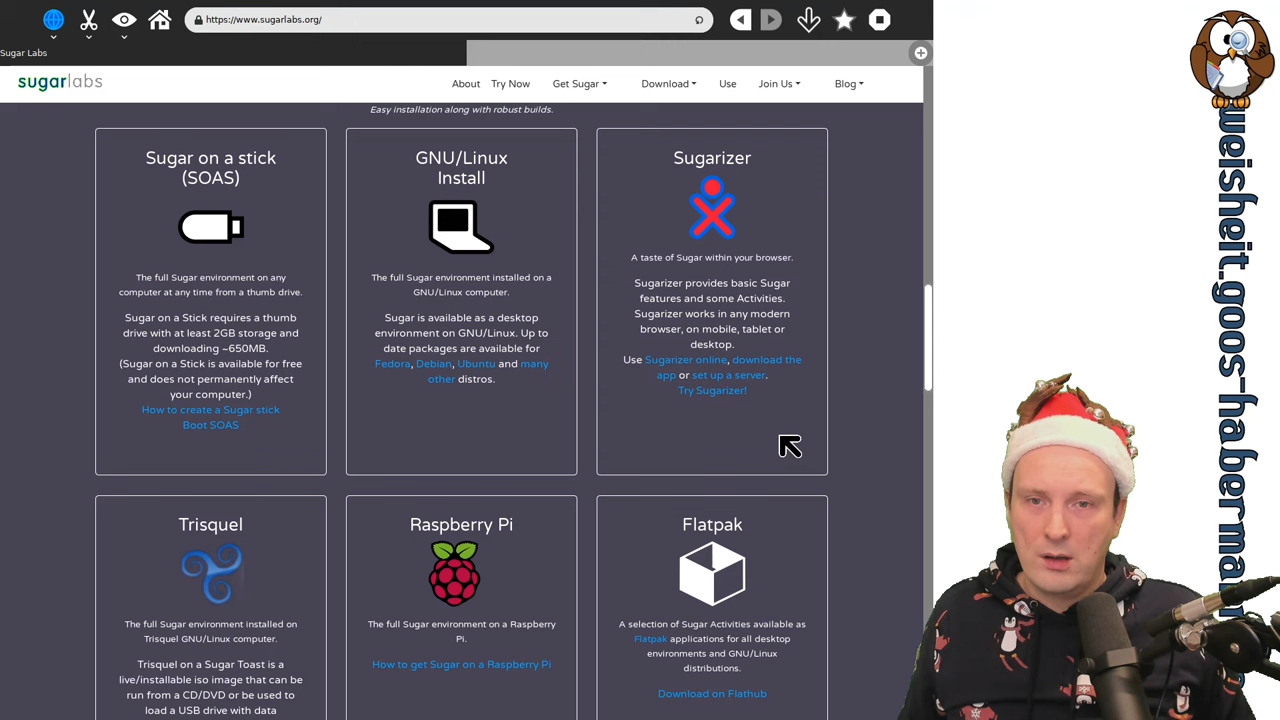 https://www.sugarlabs.org/
Sugar Labs
sugarlabs
About
Try Now
Get Sugar
Download
Use
Join Us
Blog
Easy installation along with robust builds.
Sugar on a stick
(SOAS)
The full Sugar environment on any
computer at any time from a thumb drive.
Sugar on a Stick requires a thumb
drive with at least 2GB storage and
downloading ~650MB.
(Sugar on a Stick is available for free
and does not permanently affect
your computer.)
How to create a Sugar stick
Boot SOAS
GNU/Linux
Install
The full Sugar environment installed on a
GNU/Linux computer.
Sugar is available as a desktop
environment on GNU/Linux. Up to
date packages are available for
Fedora, Debian, Ubuntu and many
other distros.
Sugarizer
A taste of Sugar within your browser.
Sugarizer provides basic Sugar
features and some Activities.
Sugarizer works in any modern
browser, on mobile, tablet or
desktop.
Use Sugarizer online, download the
app or set up a server.
Try Sugarizer!
Trisquel
The full Sugar environment installed on
Trisquel GNU/Linux computer.
Trisquel on a Sugar Toast is a
live/installable iso image that can be
run from a CD/DVD or be used to
load a USB drive with data
Raspberry Pi
The full Sugar environment on a Raspberry
Pi.
How to get Sugar on a Raspberry Pi
Flatpak
A selection of Sugar Activities available as
Flatpak applications for all desktop
environments and GNU/Linux
distributions.
Download on Flathub